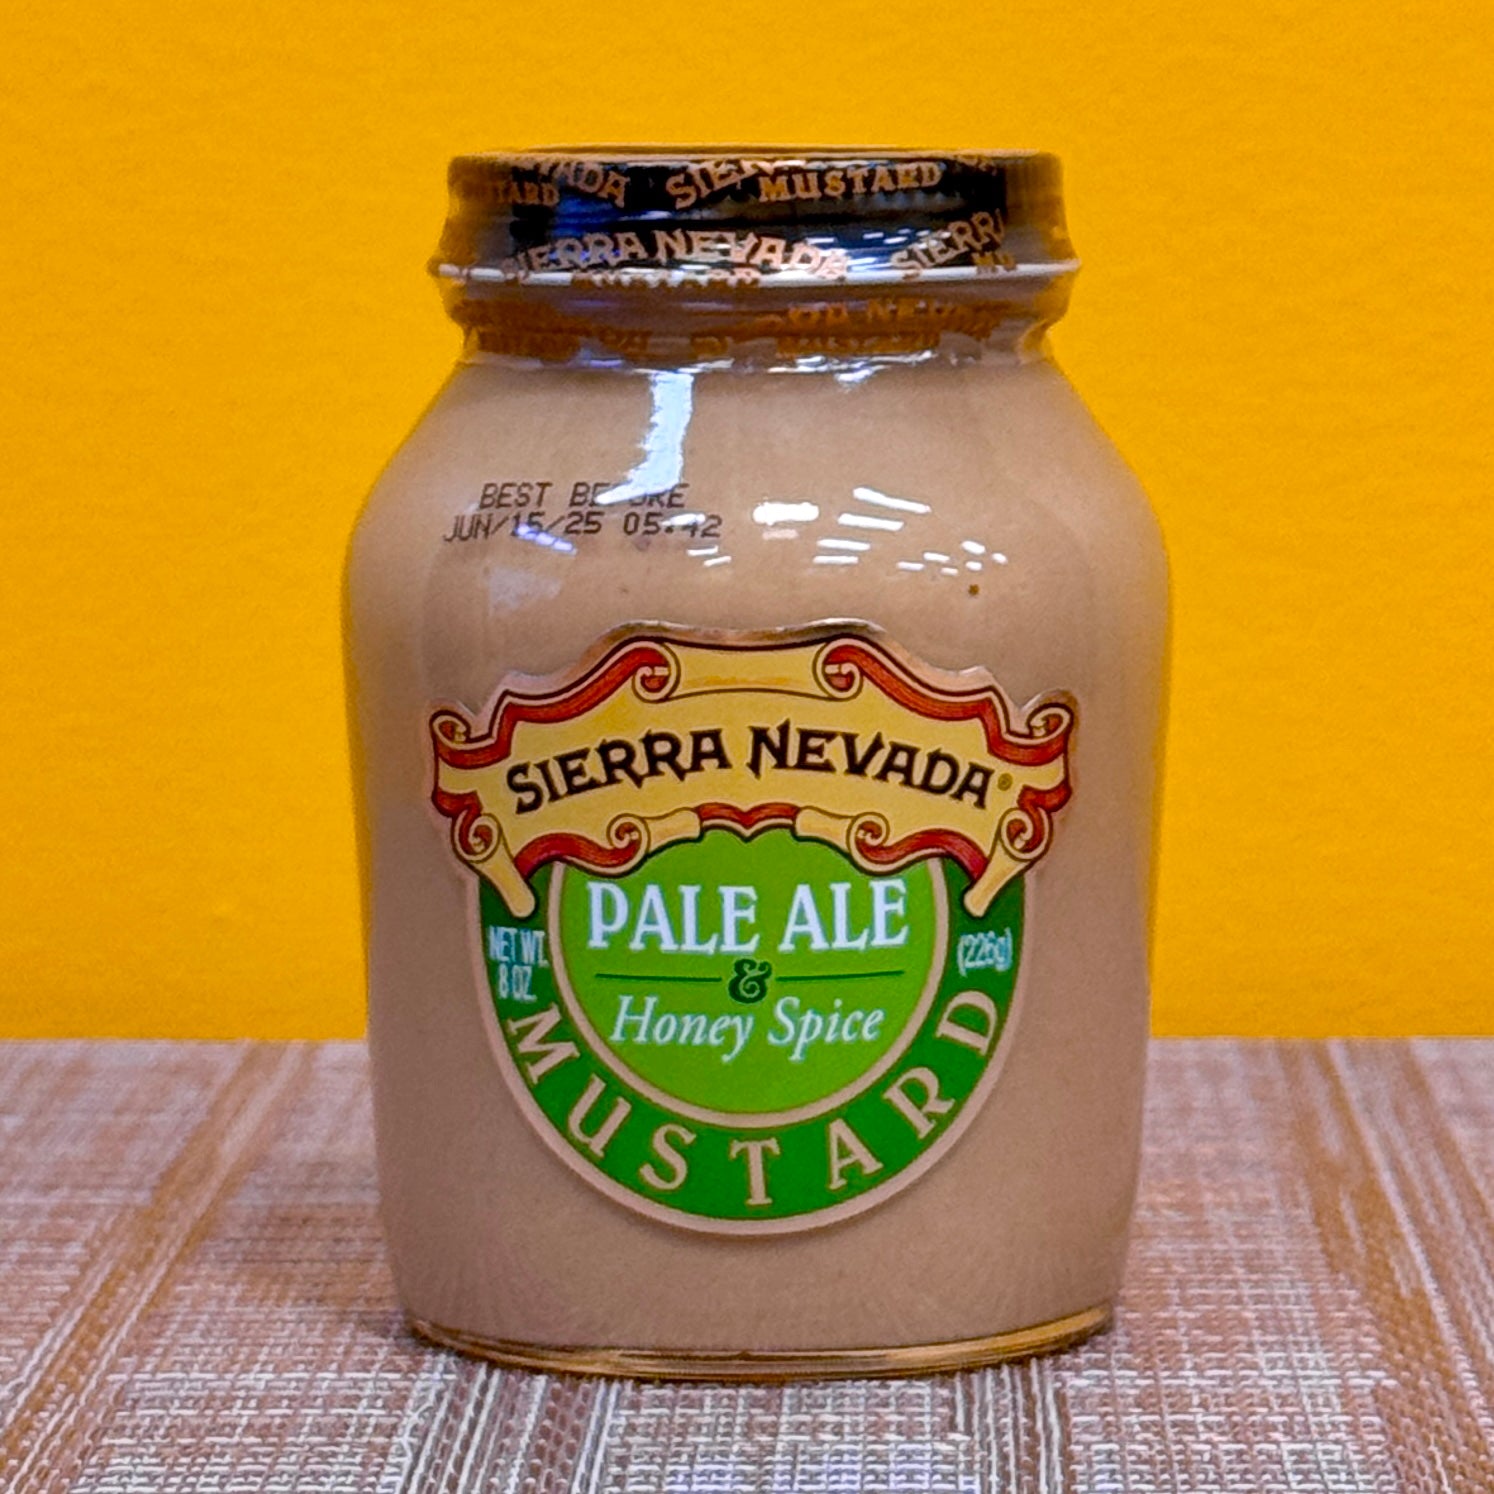 SIERRA NEVADA
MUSTARD
BEST BEFORE
JUN/15/25 05:42
SIERRA NEVADA®
PALE ALE
&
Honey Spice
NET WT.
8 OZ.
(226g)
MUSTARD